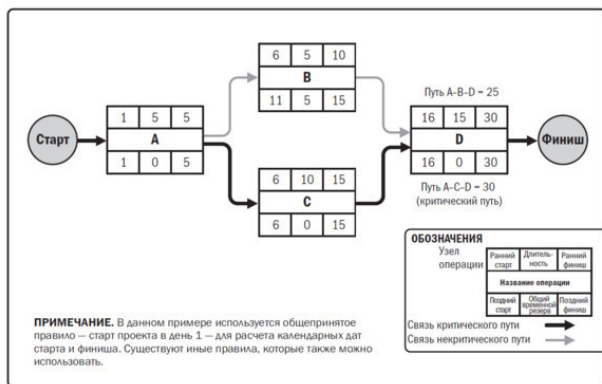 6 5 10
B
11 5 15
Путь A-B-D = 25
1 5 5
A
1 0 5
16 15 30
D
16 0 30
Старт
Финиш
6 10 15
C
6 0 15
Путь A-C-D = 30
(критический путь)
ОБОЗНАЧЕНИЯ
Узел
операции
Ранний
старт
Длитель-
ность
Ранний
финиш
Название операции
Поздний
старт
Общий
временной
резерв
Поздний
финиш
Связь критического пути
Связь некритического пути
ПРИМЕЧАНИЕ. В данном примере используется общепринятое
правило — старт проекта в день 1 — для расчета календарных дат
старта и финиша. Существуют иные правила, которые также можно
использовать.